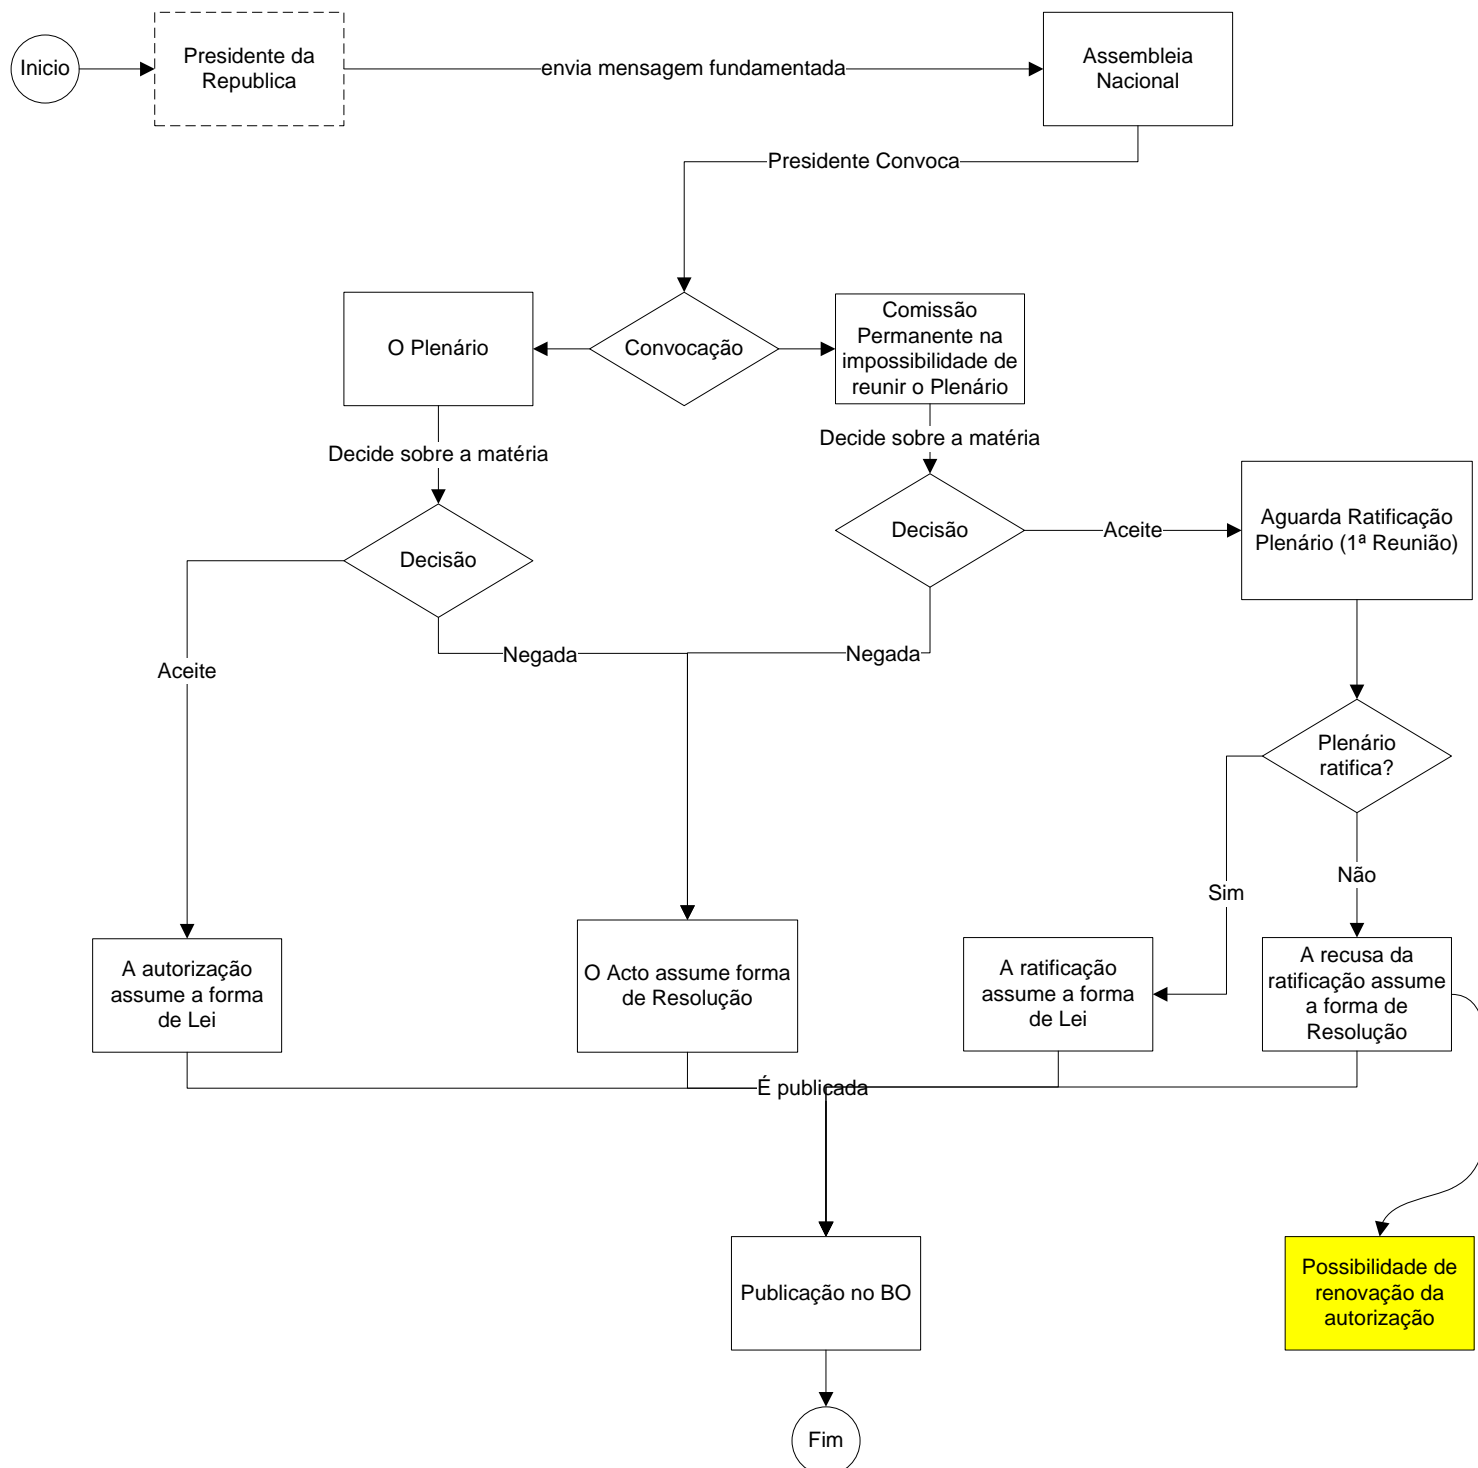 Inicio
Presidente da
Republica
envia mensagem fundamentada
Assembleia
Nacional
Presidente Convoca
O Plenário
Convocação
Comissão
Permanente na
impossibilidade de
reunir o Plenário
Decide sobre a matéria
Decide sobre a matéria
Decisão
Decisão
Aceite
Aguarda Ratificação
Plenário (1ª Reunião)
Aceite
Negada
Negada
Plenário
ratifica?
Sim
Não
A autorização
assume a forma
de Lei
O Acto assume forma
de Resolução
A ratificação
assume a forma
de Lei
A recusa da
ratificação assume
a forma de
Resolução
É publicada
Publicação no BO
Possibilidade de
renovação da
autorização
Fim